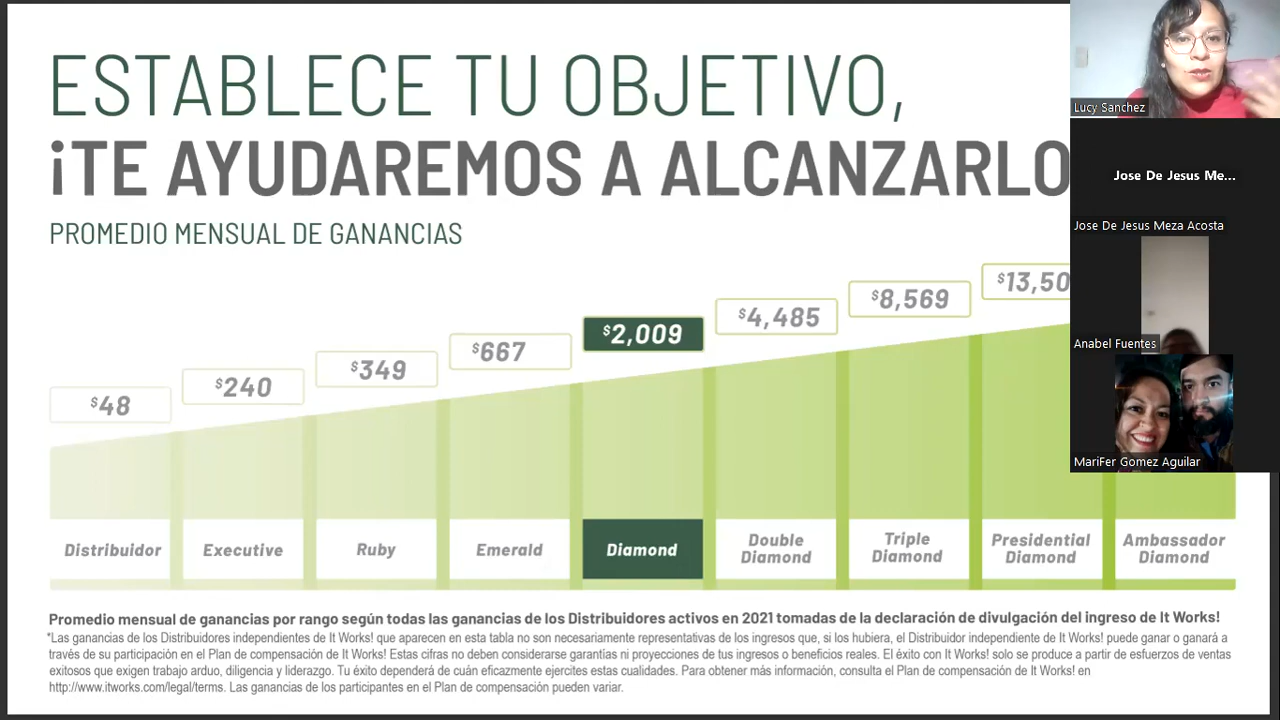 ESTABLECE TU OBJETIVO,
¡TE AYUDAREMOS A ALCANZARLO
PROMEDIO MENSUAL DE GANANCIAS
$48
$240
$349
$667
$2,009
$4,485
$8,569
$13,50
Distribuidor
Executive
Ruby
Emerald
Diamond
Double
Diamond
Triple
Diamond
Presidential
Diamond
Ambassador
Diamond
Promedio mensual de ganancias por rango según todas las ganancias de los Distribuidores activos en 2021 tomadas de la declaración de divulgación del ingreso de It Works!
*Las ganancias de los Distribuidores independientes de It Works! que aparecen en esta tabla no son necesariamente representativas de los ingresos que, si los hubiera, el Distribuidor independiente de It Works! puede ganar o ganará a
través de su participación en el Plan de compensación de It Works! Estas cifras no deben considerarse garantías ni proyecciones de tus ingresos o beneficios reales. El éxito con It Works! solo se produce a partir de esfuerzos de ventas
exitosos que exigen trabajo arduo, diligencia y liderazgo. Tu éxito dependerá de cuán eficazmente ejercites estas cualidades. Para obtener más información, consulta el Plan de compensación de It Works! en
http://www.itworks.com/legal/terms. Las ganancias de los participantes en el Plan de compensación pueden variar.
Lucy Sanchez
Jose De Jesus Me...
Jose De Jesus Meza Acosta
Anabel Fuentes
MariFer Gomez Aguilar